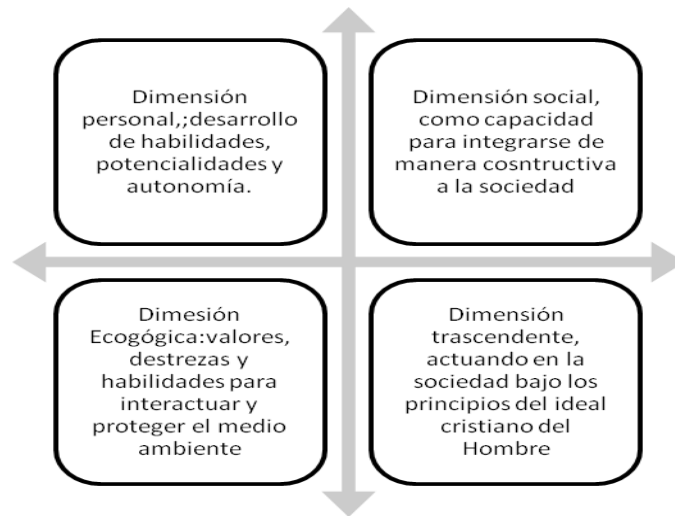 Dimensión
personal,;desarrollo
de habilidades,
potencialidades y
autonomía.
Dimensión social,
como capacidad
para integrarse de
manera cosntructiva
a la sociedad
Dimesión
Ecogógica:valores,
destrezas y
habilidades para
interactuar y
proteger el medio
ambiente
Dimensión
trascendente,
actuando en la
sociedad bajo los
principios del ideal
cristiano del
Hombre